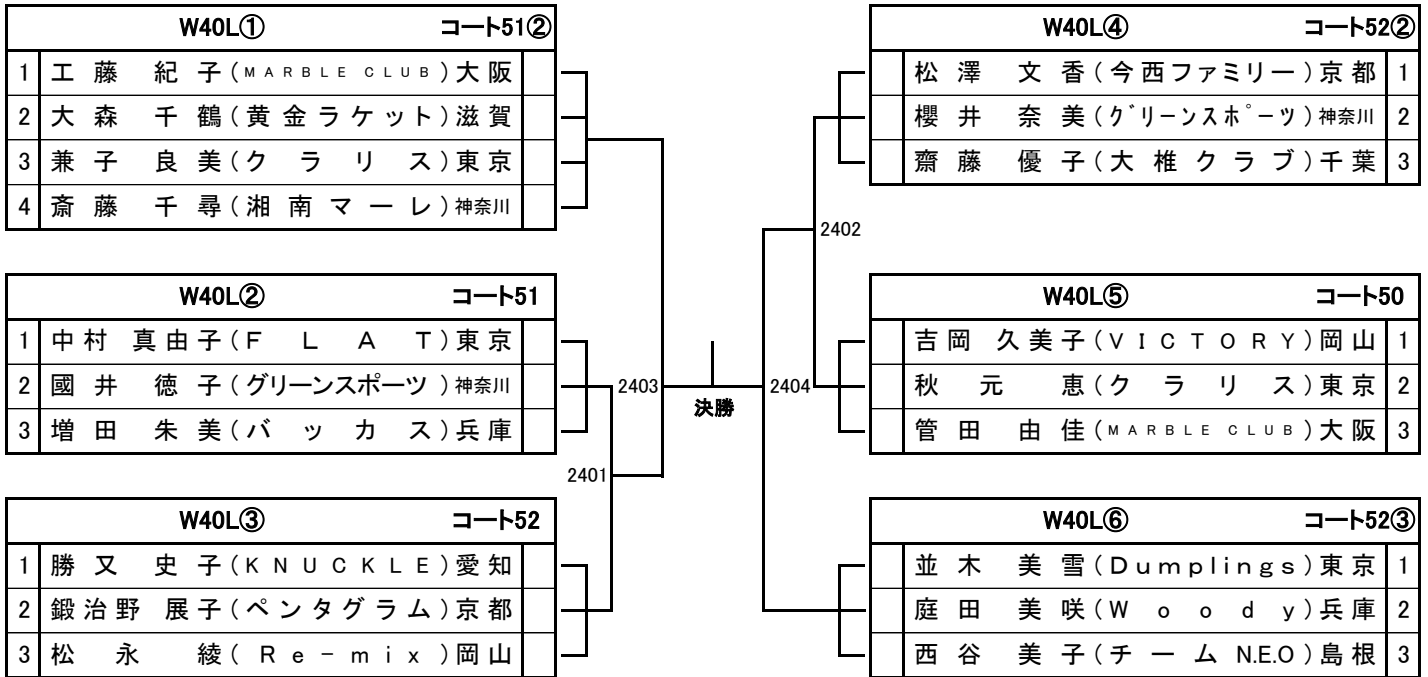 W40L① コート51②
1 工藤 紀子(MARBLE CLUB)大阪
2 大森 千鶴(黄金ラケット)滋賀
3 兼子 良美(クラリス)東京
4 斎藤 千尋(湘南マーレ)神奈川
W40L② コート51
1 中村 真由子(FLAT)東京
2 國井 徳子(グリーンスポーツ)神奈川
3 増田 朱美(バッカス)兵庫
W40L③ コート52
1 勝又 史子(KNUCKLE)愛知
2 鍛治野 展子(ペンタグラム)京都
3 松永 綾(Re-mix)岡山
2401
2403
決勝
2404
2402
W40L④ コート52②
松澤 文香(今西ファミリー)京都 1
櫻井 奈美(グリーンスポーツ)神奈川 2
齋藤 優子(大椎クラブ)千葉 3
W40L⑤ コート50
吉岡 久美子(VICTORY)岡山 1
秋元 恵(クラリス)東京 2
管田 由佳(MARBLE CLUB)大阪 3
W40L⑥ コート52③
並木 美雪(Dumplings)東京 1
庭田 美咲(Woody)兵庫 2
西谷 美子(チームN.E.O)島根 3